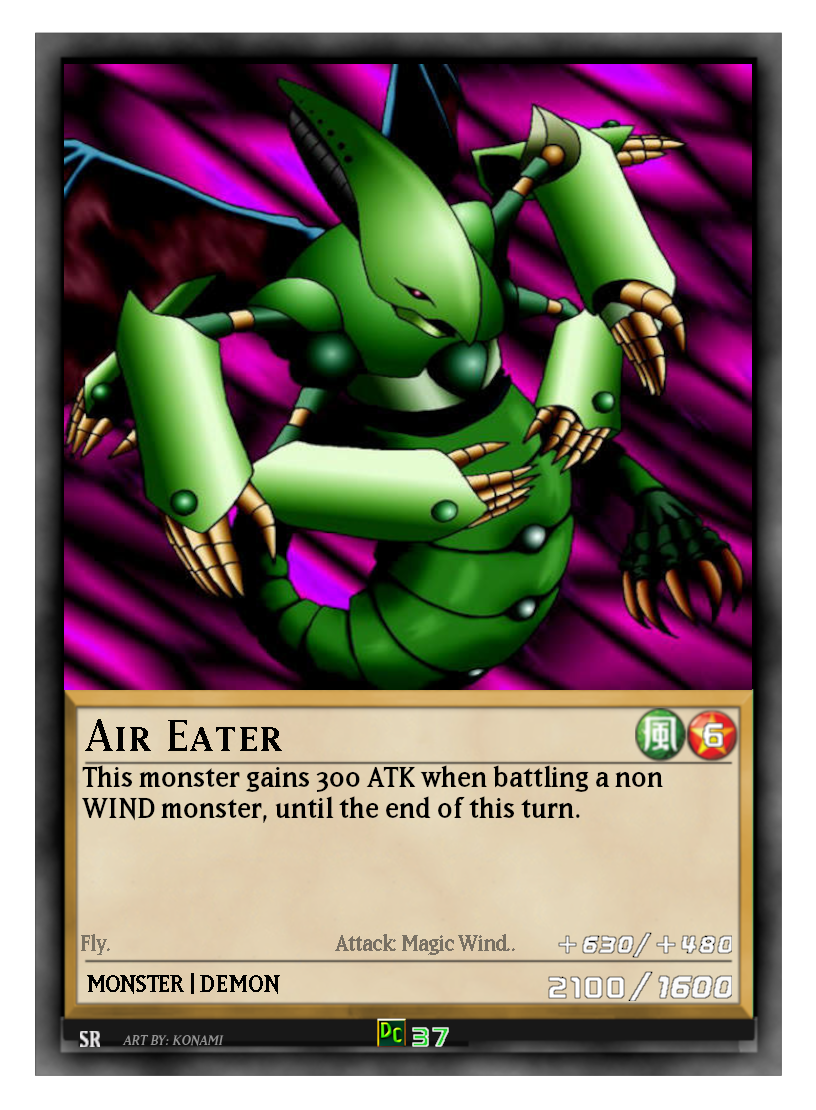 Air Eater 風 6
This monster gains 300 ATK when battling a non
WIND monster, until the end of this turn.
Fly. Attack: Magic Wind.. +630/+480
MONSTER | DEMON 2100/1600
SR ART BY: KONAMI DC 37